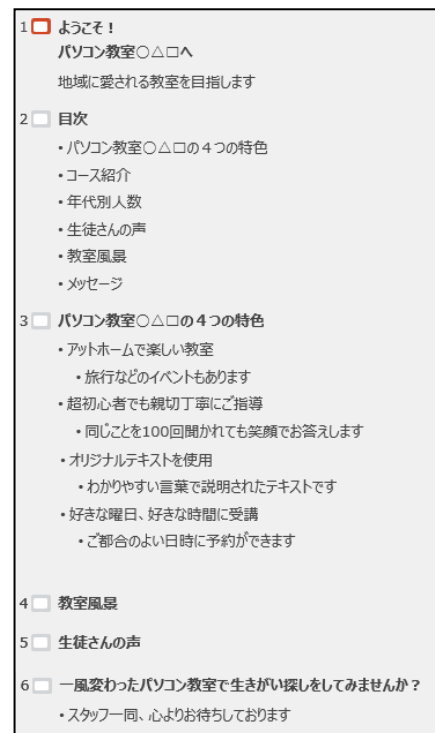 1 ようこそ！
パソコン教室○△□へ
地域に愛される教室を目指します
2 目次
・パソコン教室○△□の４つの特色
・コース紹介
・年代別人数
・生徒さんの声
・教室風景
・メッセージ
3 パソコン教室○△□の４つの特色
・アットホームで楽しい教室
・旅行などのイベントもあります
・超初心者でも親切丁寧にご指導
・同じことを100回聞かれても笑顔でお答えします
・オリジナルテキストを使用
・わかりやすい言葉で説明されたテキストです
・好きな曜日、好きな時間に受講
・ご都合のよい日時に予約ができます
4 教室風景
5 生徒さんの声
6 一風変わったパソコン教室で生きがい探しをしてみませんか？
・スタッフ一同、心よりお待ちしております